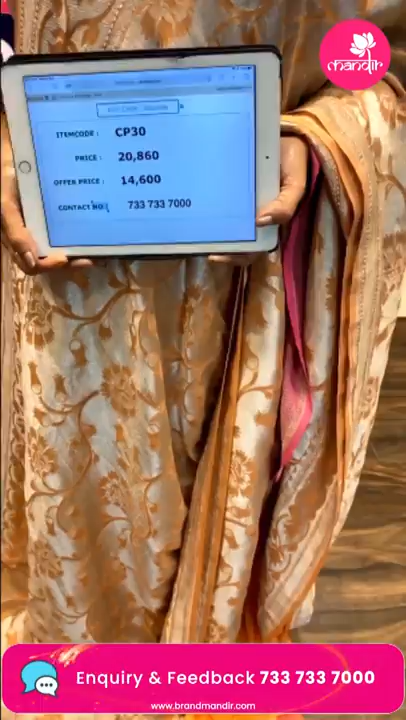 mandir
ITEMCODE : CP30
PRICE : 20,860
OFFER PRICE : 14,600
CONTACT NO : 733 733 7000
Enquiry & Feedback 733 733 7000
www.brandmandir.com